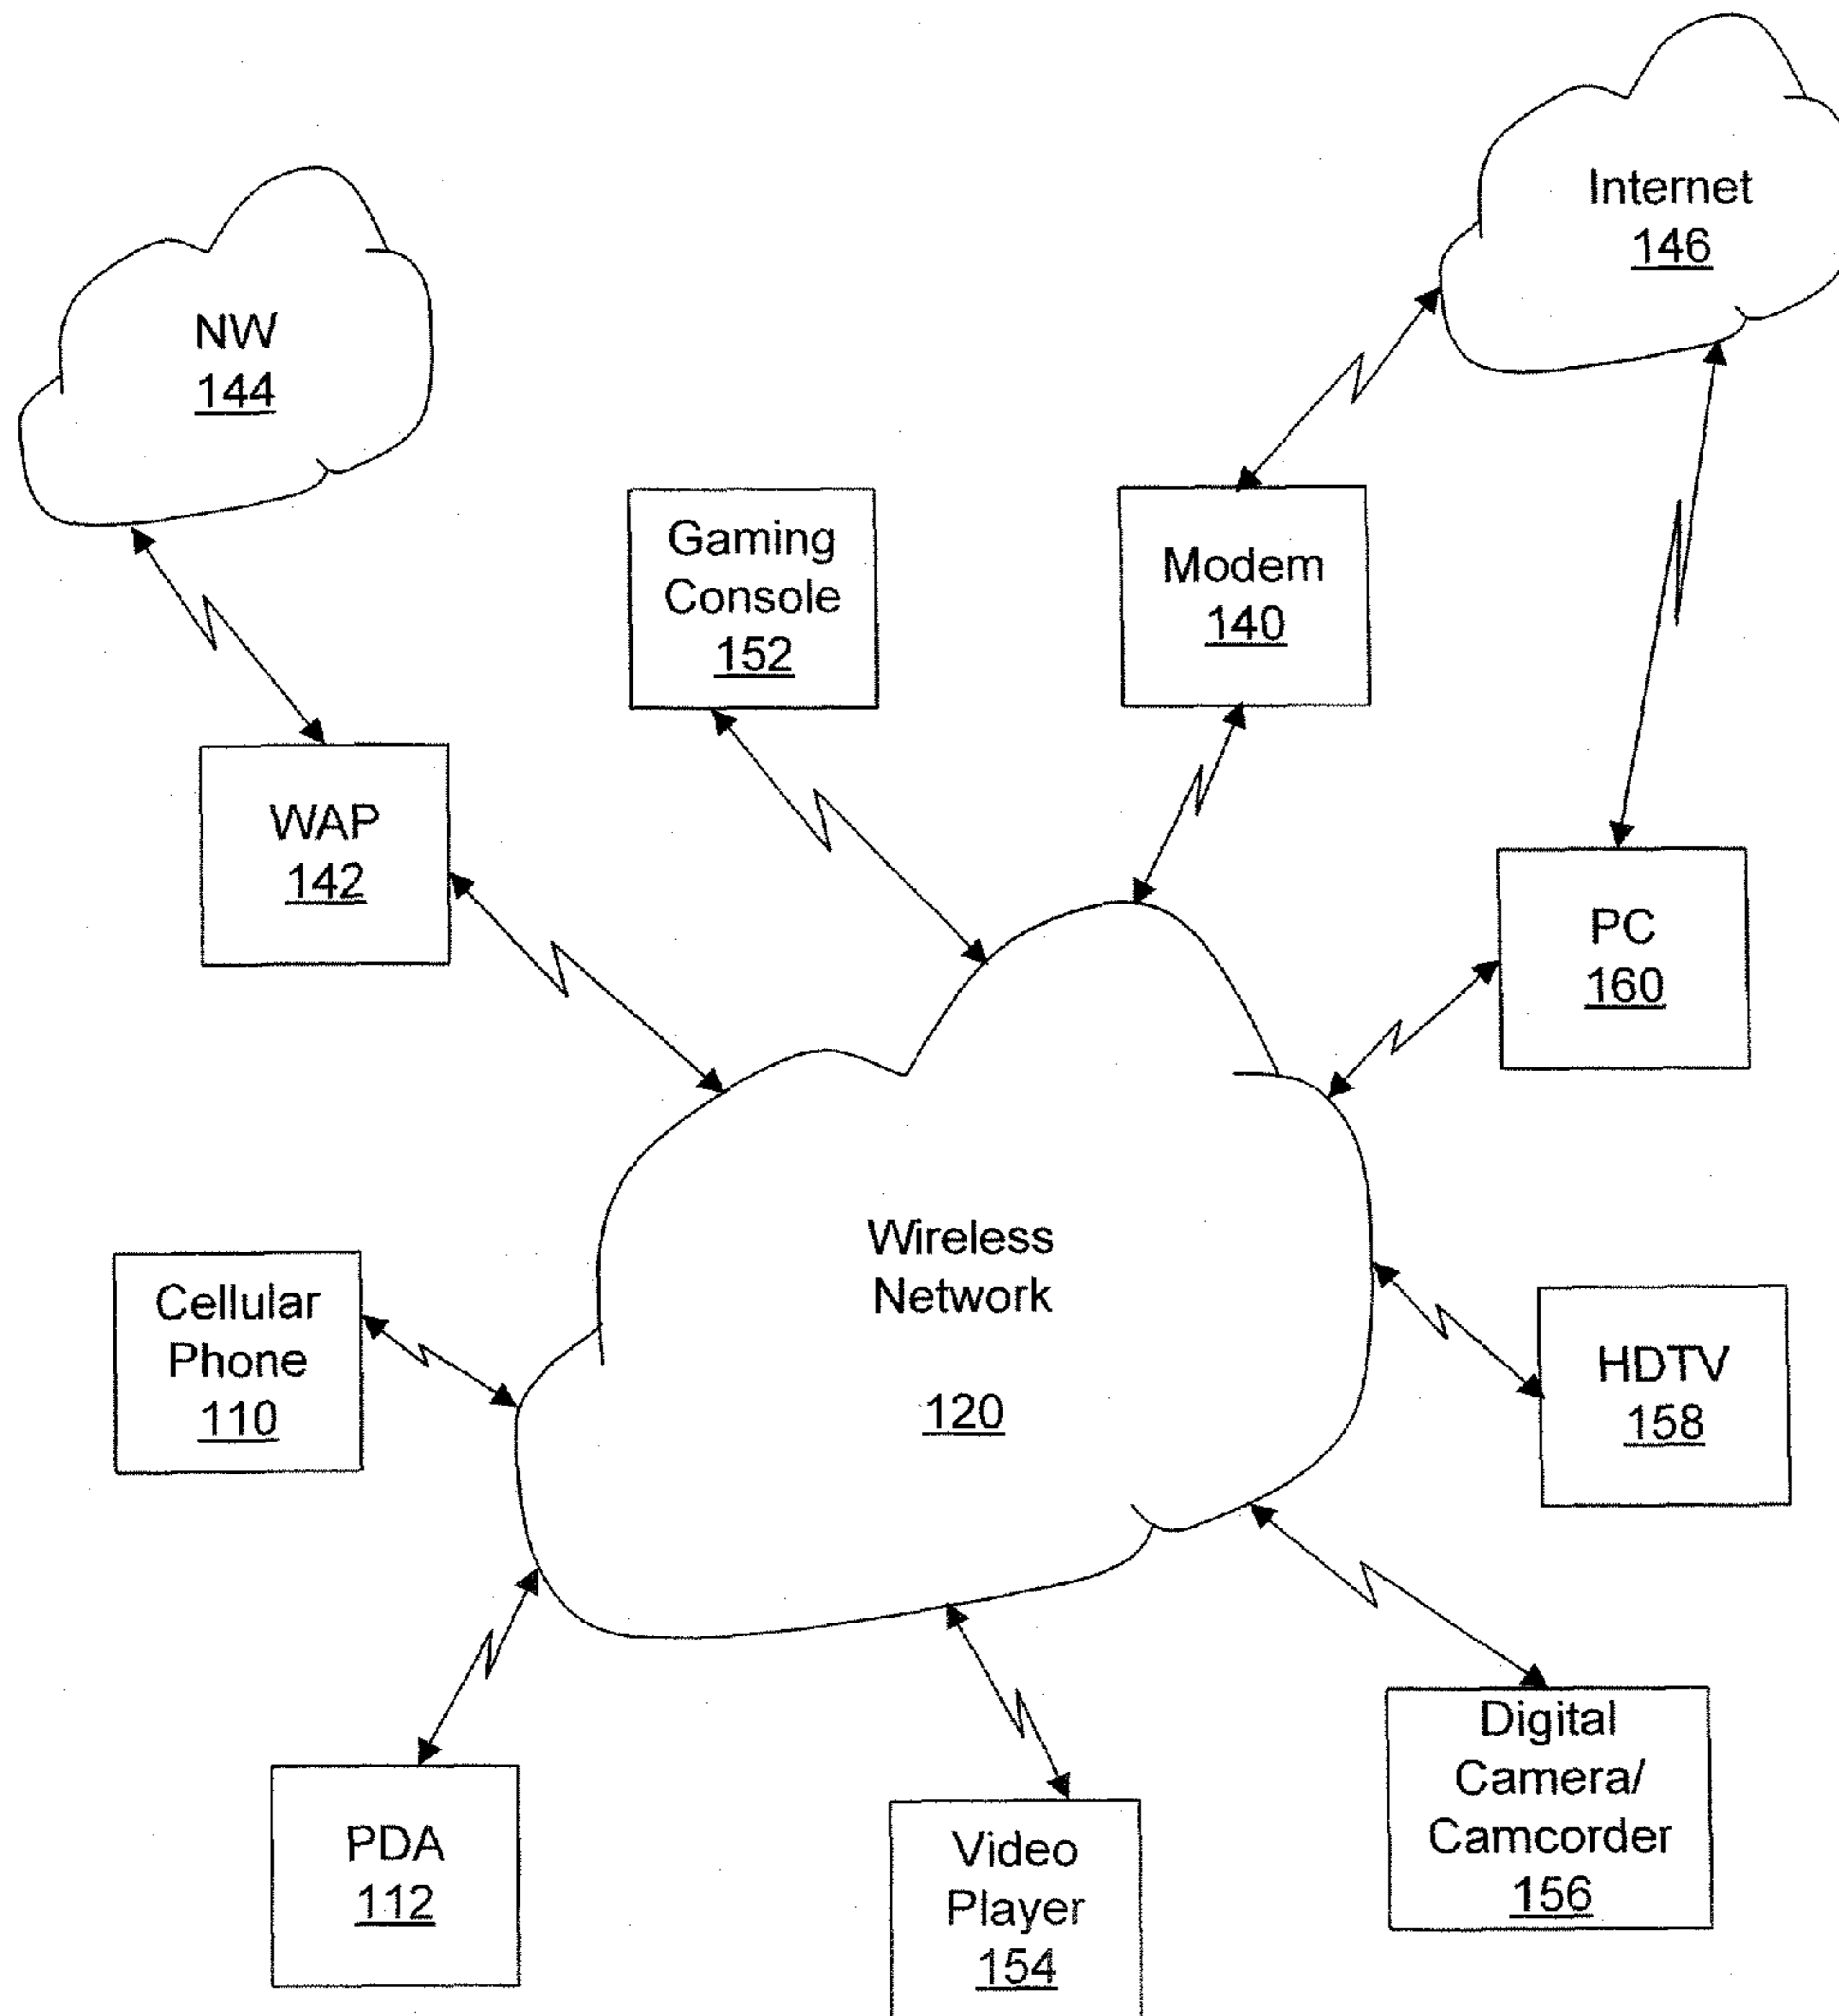 Internet
146
NW
144
Gaming
Console
152
Modem
140
WAP
142
PC
160
Wireless
Network
120
Cellular
Phone
110
HDTV
158
PDA
112
Video
Player
154
Digital
Camera/
Camcorder
156